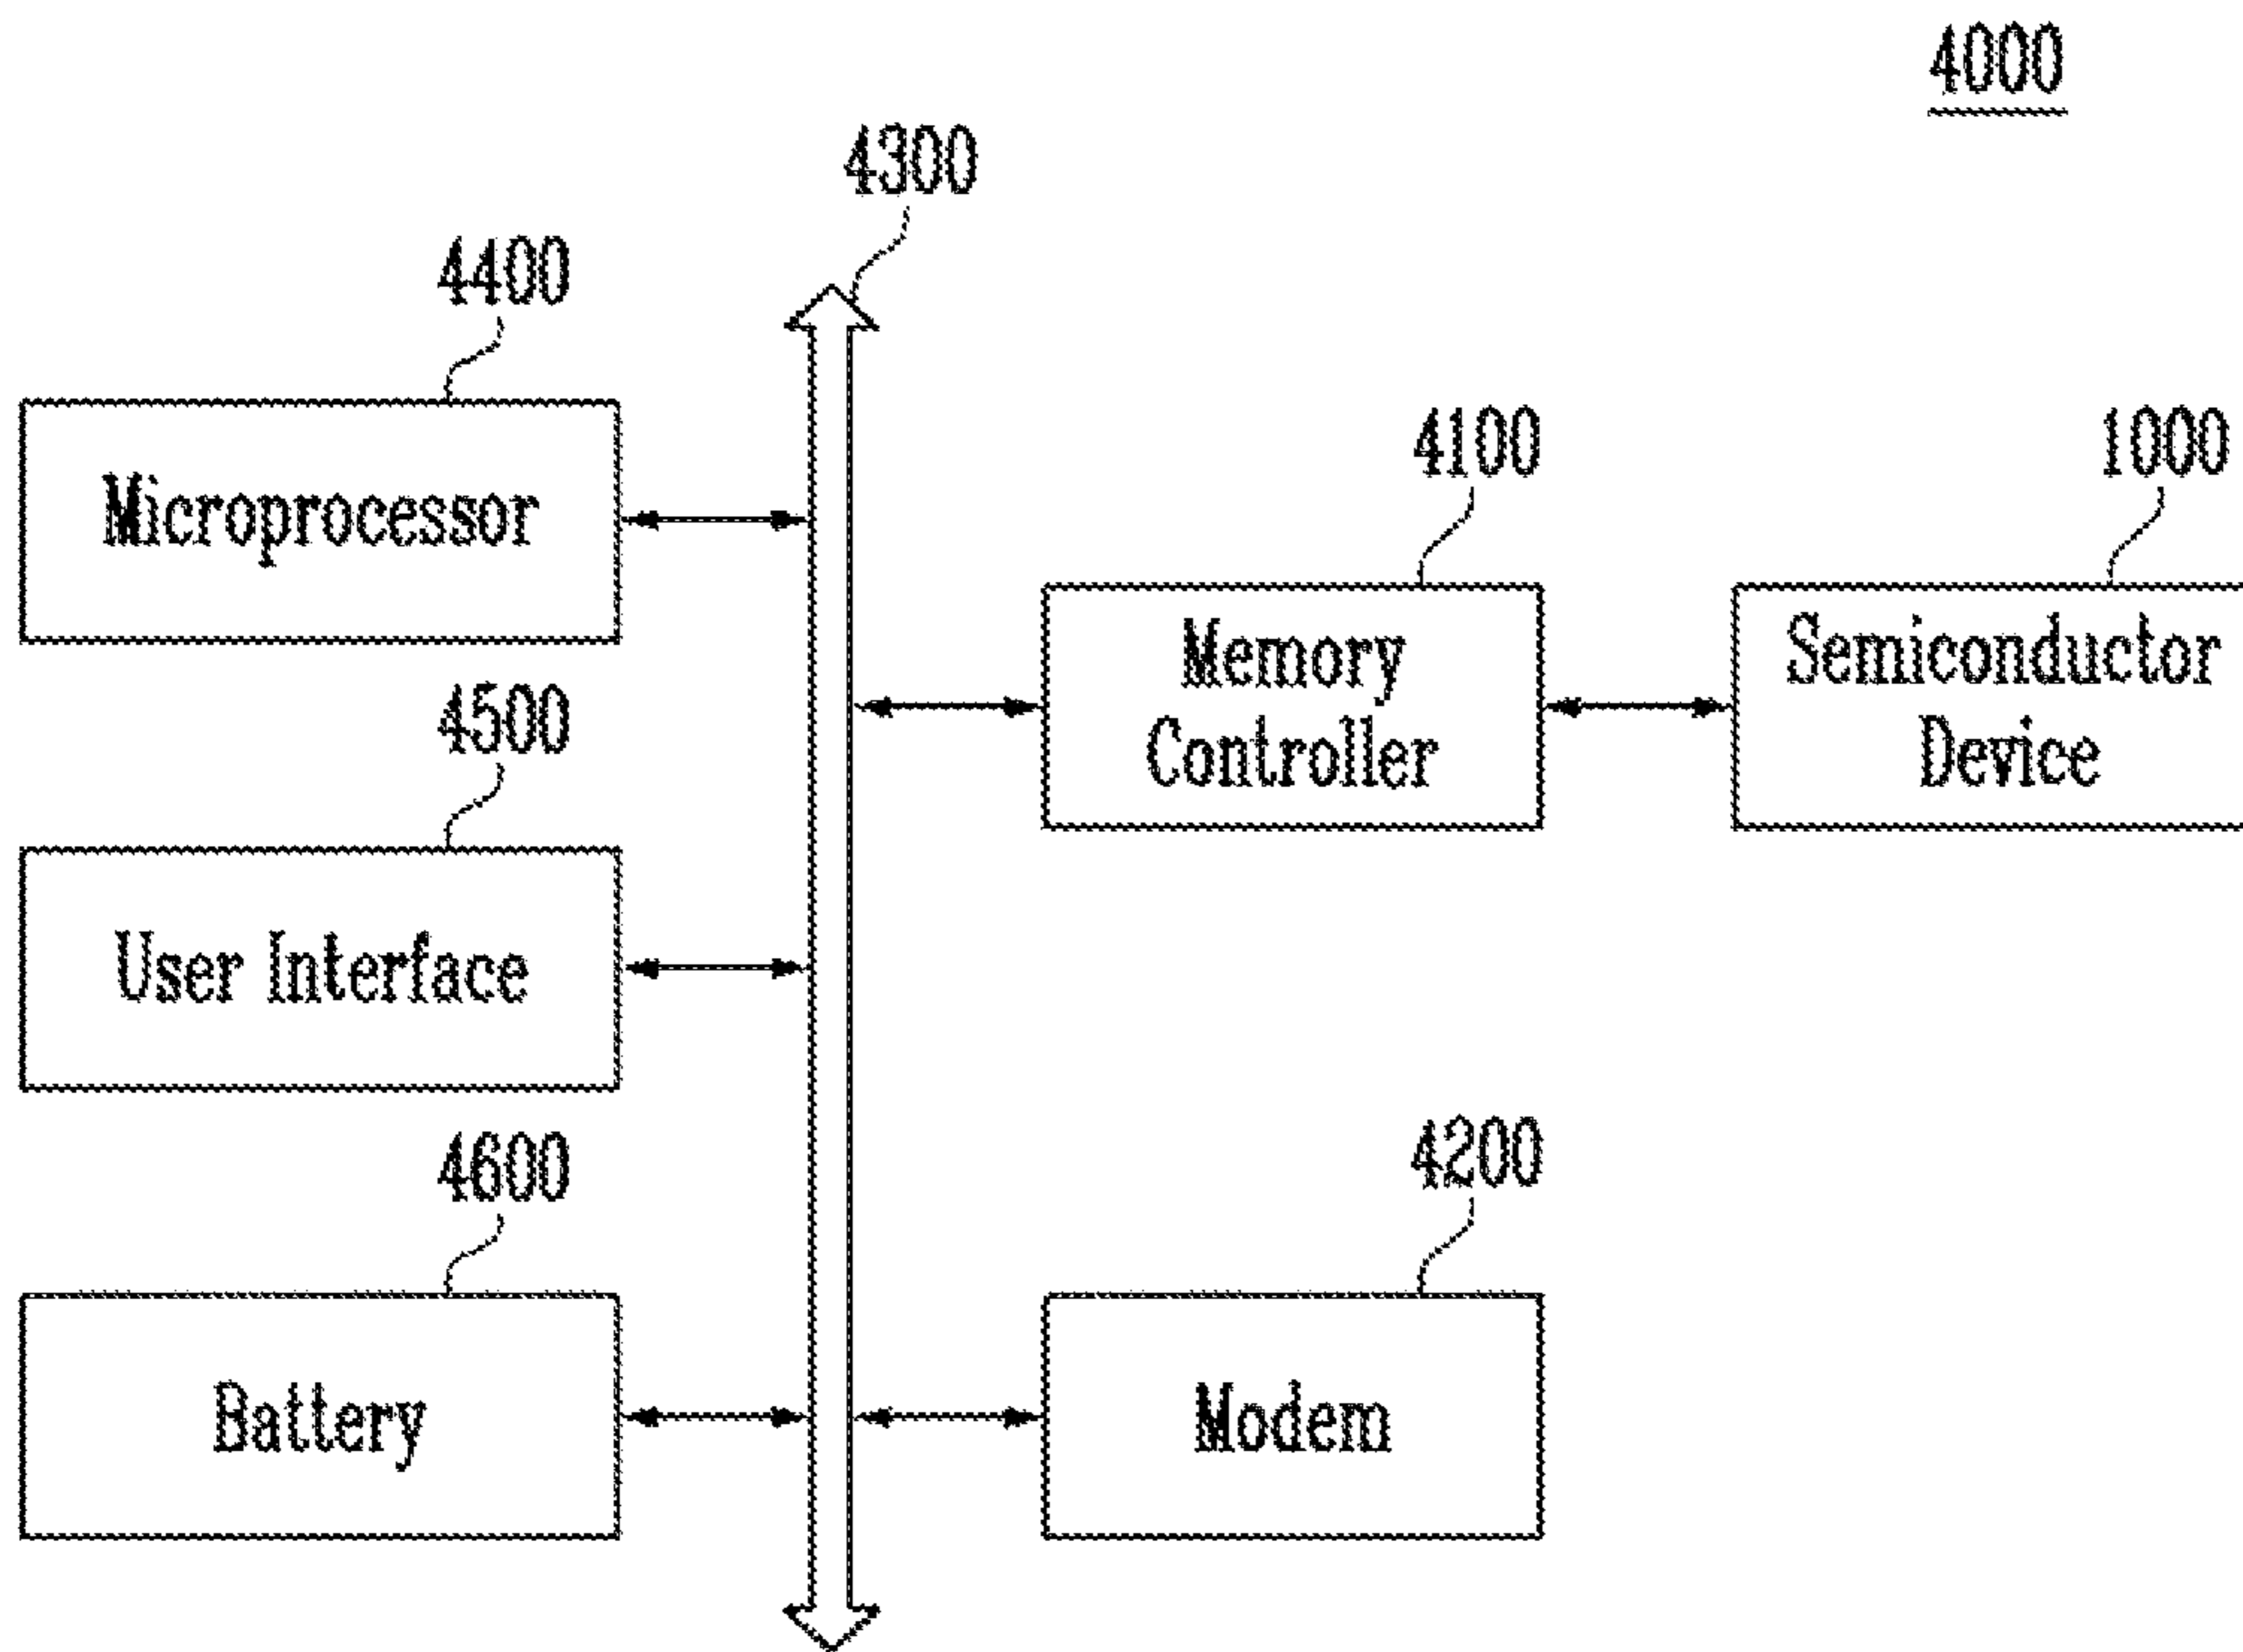 4000
4300
4400
Microprocessor
4100
1000
Memory
Controller
Semiconductor
Device
4500
User Interface
4600
Battery
4200
Modem